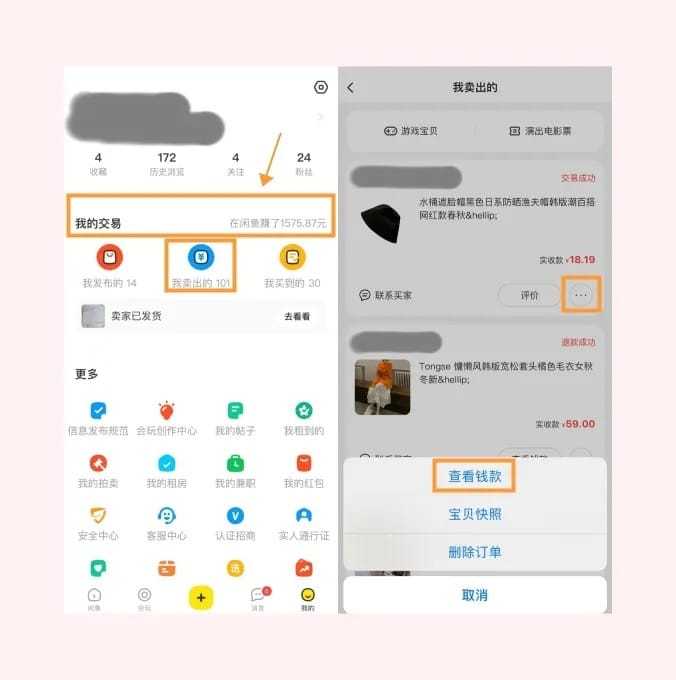 4 172 4 24
收藏 历史浏览 关注 粉丝
我的交易 在闲鱼赚了1575.87元
我发布的 14 我卖出的 101 我买到的 30
卖家已发货 去看看
更多
信息发布规范 会玩创作中心 我的帖子 我租到的
我的拍卖 我的租房 我的兼职 我的红包
安全中心 客服中心 认证招商 实人通行证
闲鱼 会玩 消息 我的
我卖出的
游戏宝贝 演出电影票
交易成功
水桶遮脸帽黑色日系防晒渔夫帽韩版潮百搭
网红款春秋&hellip;
实收款 ¥18.19
联系买家 评价
退款成功
Tongse 慵懒风韩版宽松套头橘色毛衣女秋
冬新&hellip;
实收款 ¥59.00
联系买家 查看钱款
查看钱款
宝贝快照
删除订单
取消